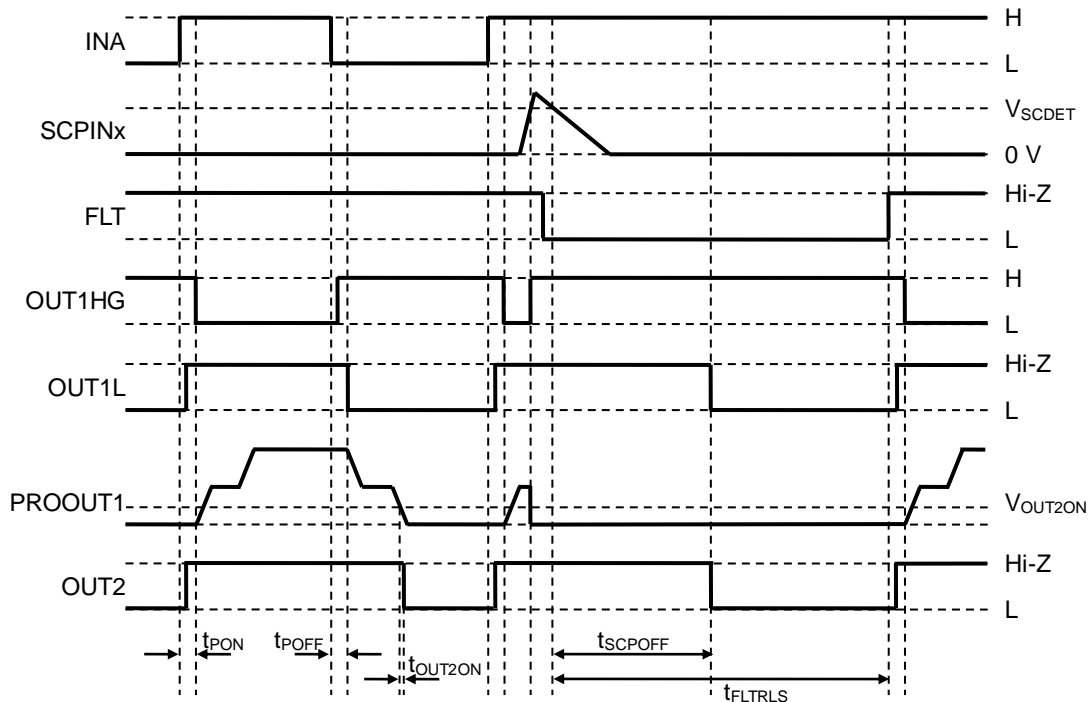 INA
H
L
SCPINx
VSCDET
0 V
FLT
Hi-Z
L
OUT1HG
H
L
OUT1L
Hi-Z
L
PROOUT1
VOUT2ON
OUT2
Hi-Z
L
tPON
tPOFF
tOUT2ON
tSCPOFF
tFLTRLS